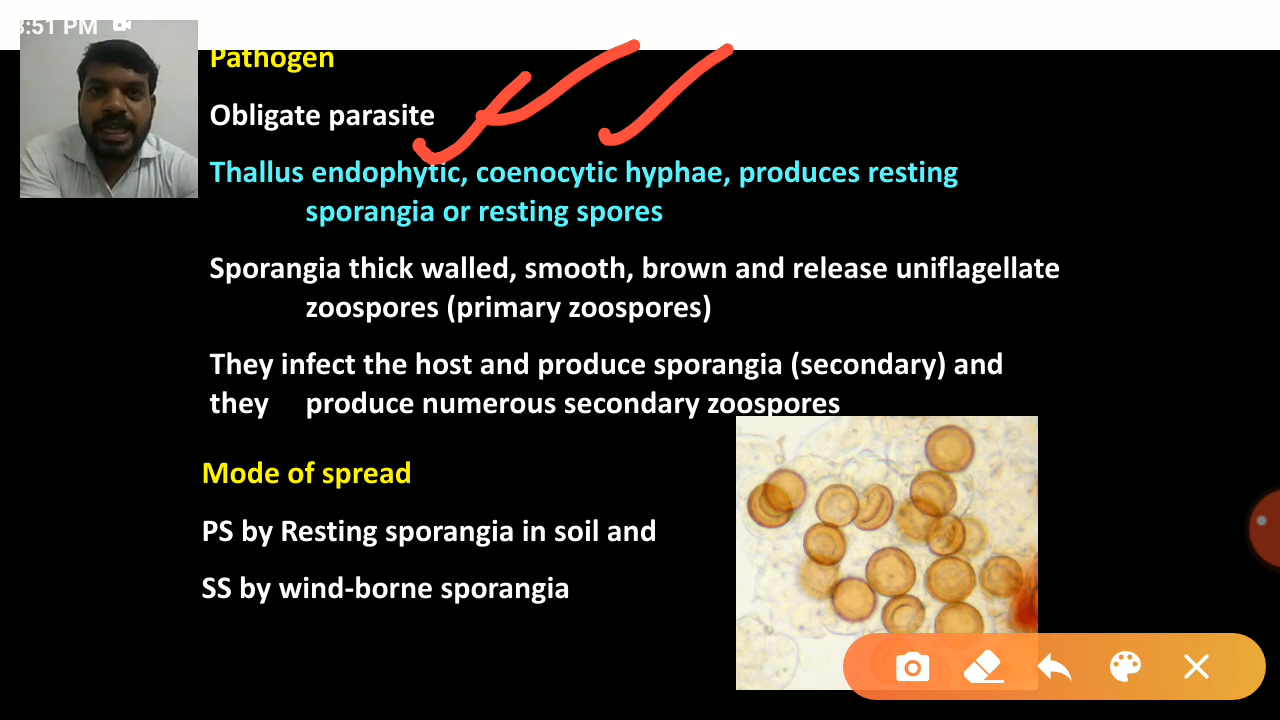 :51 PM
Pathogen
Obligate parasite
Thallus endophytic, coenocytic hyphae, produces resting
sporangia or resting spores
Sporangia thick walled, smooth, brown and release uniflagellate
zoospores (primary zoospores)
They infect the host and produce sporangia (secondary) and
they produce numerous secondary zoospores
Mode of spread
PS by Resting sporangia in soil and
SS by wind-borne sporangia